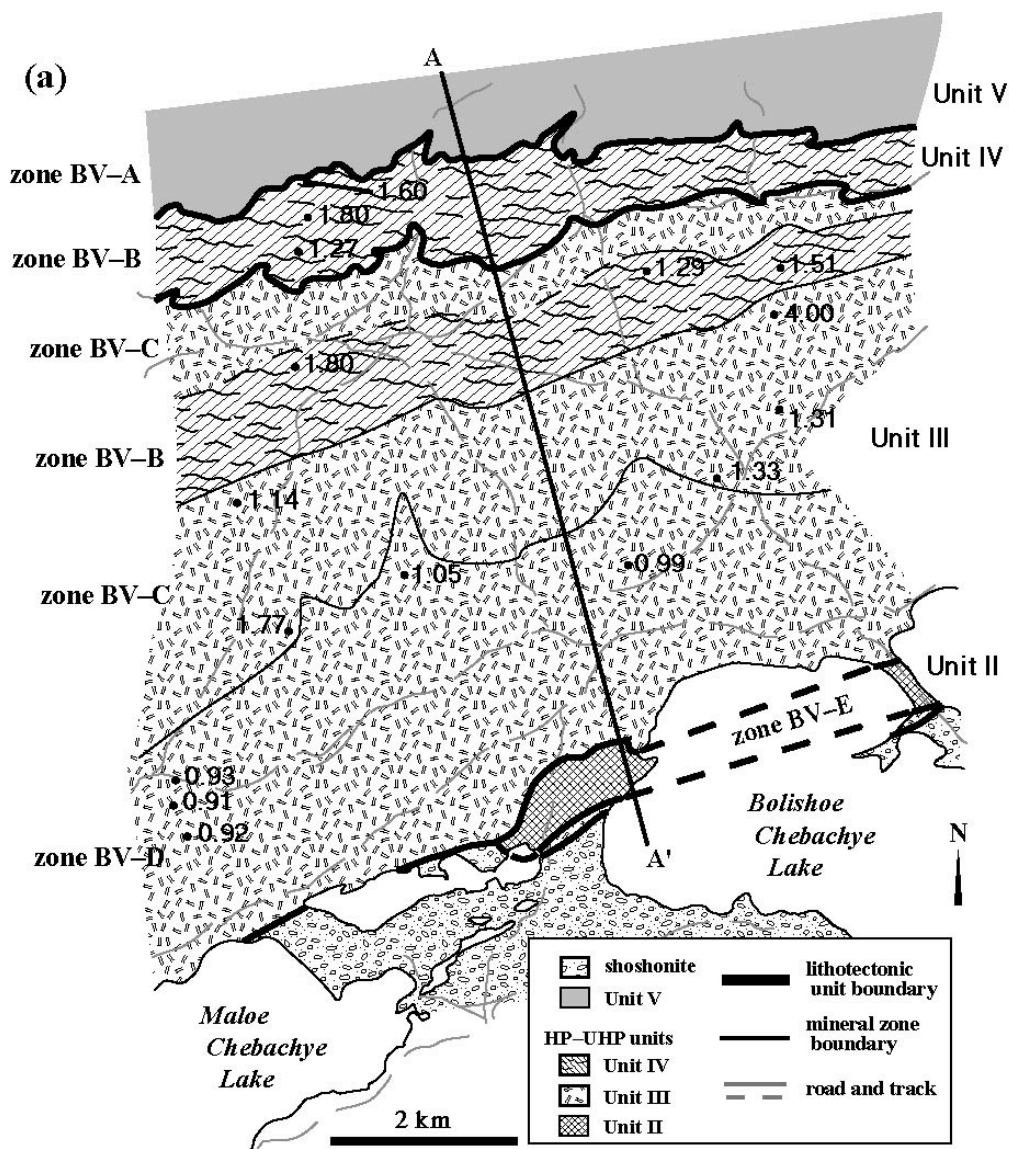 (a)
A
Unit V
Unit IV
zone BV–A
1.60
1.80
zone BV–B
1.27
1.29
1.51
4.00
zone BV–C
1.80
1.31
Unit III
zone BV–B
1.33
1.14
0.99
1.05
zone BV–C
1.77
Unit II
zone BV–E
0.93
0.91
0.92
zone BV–D
Bolishoe
Chebachye
Lake
A'
N
Maloe
Chebachye
Lake
2 km
shoshonite
Unit V
HP–UHP units
Unit IV
Unit III
Unit II
lithotectonic
unit boundary
mineral zone
boundary
road and track